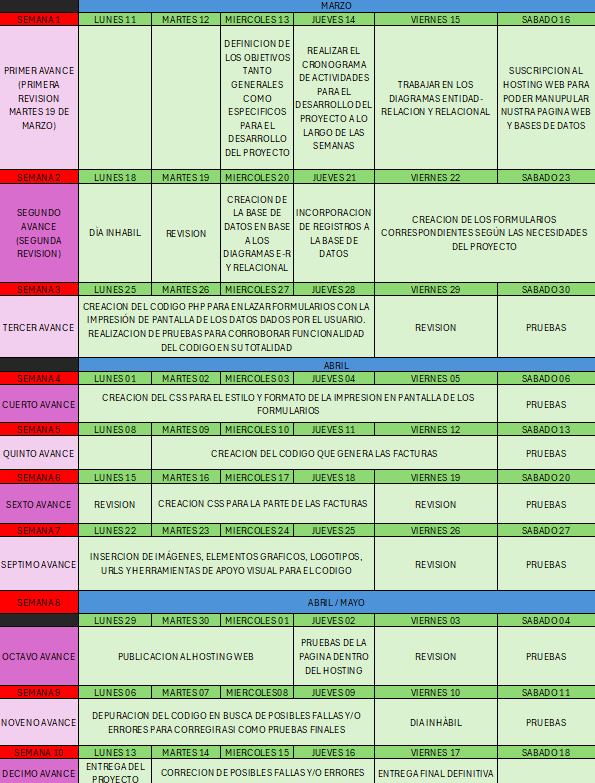 MARZO
SEMANA 1 LUNES 11 MARTES 12 MIERCOLES 13 JUEVES 14 VIERNES 15 SABADO 16
PRIMER AVANCE
(PRIMERA
REVISION
MARTES 19 DE
MARZO)
DEFINICION DE
LOS OBJETIVOS
TANTO
GENERALES
COMO
ESPECIFICOS
PARA EL
DESARROLLO
DEL PROYECTO
REALIZAR EL
CRONOGRAMA
DE ACTIVIDADES
PARA EL
DESARROLLO DEL
PROYECTO A LO
LARGO DE LAS
SEMANAS
TRABAJAR EN LOS
DIAGRAMAS ENTIDAD-
RELACION Y RELACIONAL
SUSCRIPCION AL
HOSTING WEB PARA
PODER MANUPULAR
NUSTRA PAGINA WEB
Y BASES DE DATOS
SEMANA 2 LUNES 18 MARTES 19 MIERCOLES 20 JUEVES 21 VIERNES 22 SABADO 23
SEGUNDO
AVANCE
(SEGUNDA
REVISION)
DÌA INHABIL
REVISION
CREACION DE
LA BASE DE
DATOS EN BASE
A LOS
DIAGRAMAS E-R
Y RELACIONAL
INCORPORACION
DE REGISTROS A
LA BASE DE
DATOS
CREACION DE LOS FORMULARIOS
CORRESPONDIENTES SEGÚN LAS NECESIDADES
DEL PROYECTO
SEMANA 3 LUNES 25 MARTES 26 MIERCOLES 27 JUEVES 28 VIERNES 29 SABADO 30
TERCER AVANCE
CREACION DEL CODIGO PHP PARA ENLAZAR FORMULARIOS CON LA
IMPRESIÓN DE PANTALLA DE LOS DATOS DADOS POR EL USUARIO.
REALIZACION DE PRUEBAS PARA CORROBORAR FUNCIONALIDAD
DEL CODIGO EN SU TOTALIDAD
REVISION
PRUEBAS
ABRIL
SEMANA 4 LUNES 01 MARTES 02 MIERCOLES 03 JUEVES 04 VIERNES 05 SABADO 06
CUERTO AVANCE
CREACION DEL CSS PARA EL ESTILO Y FORMATO DE LA IMPRESION EN PANTALLA DE LOS
FORMULARIOS
PRUEBAS
SEMANA 5 LUNES 08 MARTES 09 MIERCOLES 10 JUEVES 11 VIERNES 12 SABADO 13
QUINTO AVANCE
CREACION DEL CODIGO QUE GENERA LAS FACTURAS
PRUEBAS
SEMANA 6 LUNES 15 MARTES 16 MIERCOLES 17 JUEVES 18 VIERNES 19 SABADO 20
SEXTO AVANCE
REVISION
CREACION CSS PARA LA PARTE DE LAS FACTURAS
REVISION
PRUEBAS
SEMANA 7 LUNES 22 MARTES 23 MIERCOLES 24 JUEVES 25 VIERNES 26 SABADO 27
SEPTIMO AVANCE
INSERCION DE IMÁGENES, ELEMENTOS GRAFICOS, LOGOTIPOS,
URLS Y HERRAMIENTAS DE APOYO VISUAL PARA EL CODIGO
REVISION
PRUEBAS
SEMANA 8 ABRIL / MAYO
LUNES 29 MARTES 30 MIERCOLES 01 JUEVES 02 VIERNES 03 SABADO 04
OCTAVO AVANCE
PUBLICACION AL HOSTING WEB
PRUEBAS DE LA
PAGINA DENTRO
DEL HOSTING
REVISION
PRUEBAS
SEMANA 9 LUNES 06 MARTES 07 MIERCOLES08 JUEVES 09 VIERNES 10 SABADO 11
NOVENO AVANCE
DEPURACION DEL CODIGO EN BUSCA DE POSIBLES FALLAS Y/O
ERRORES PARA CORREGIR ASI COMO PRUEBAS FINALES
DIA INHÀBIL
PRUEBAS
SEMANA 10 LUNES 13 MARTES 14 MIERCOLES 15 JUEVES 16 VIERNES 17 SABADO 18
DECIMO AVANCE
ENTREGA DEL
PROYECTO
CORRECION DE POSIBLES FALLAS Y/O ERRORES
ENTREGA FINAL DEFINITIVA